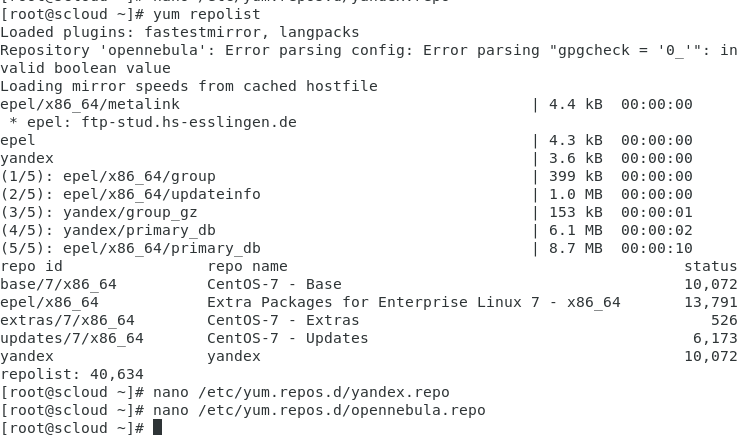 [root@scloud ~]# nano /etc/yum.repos.d/yandex.repo
[root@scloud ~]# yum repolist
Loaded plugins: fastestmirror, langpacks
Repository 'opennebula': Error parsing config: Error parsing "gpgcheck = '0_'": in
valid boolean value
Loading mirror speeds from cached hostfile
epel/x86_64/metalink | 4.4 kB 00:00:00
* epel: ftp-stud.hs-esslingen.de
epel | 4.3 kB 00:00:00
yandex | 3.6 kB 00:00:00
(1/5): epel/x86_64/group | 399 kB 00:00:00
(2/5): epel/x86_64/updateinfo | 1.0 MB 00:00:00
(3/5): yandex/group_gz | 153 kB 00:00:01
(4/5): yandex/primary_db | 6.1 MB 00:00:02
(5/5): epel/x86_64/primary_db | 8.7 MB 00:00:10
repo id repo name status
base/7/x86_64 CentOS-7 - Base 10,072
epel/x86_64 Extra Packages for Enterprise Linux 7 - x86_64 13,791
extras/7/x86_64 CentOS-7 - Extras 526
updates/7/x86_64 CentOS-7 - Updates 6,173
yandex yandex 10,072
repolist: 40,634
[root@scloud ~]# nano /etc/yum.repos.d/yandex.repo
[root@scloud ~]# nano /etc/yum.repos.d/opennebula.repo
[root@scloud ~]#